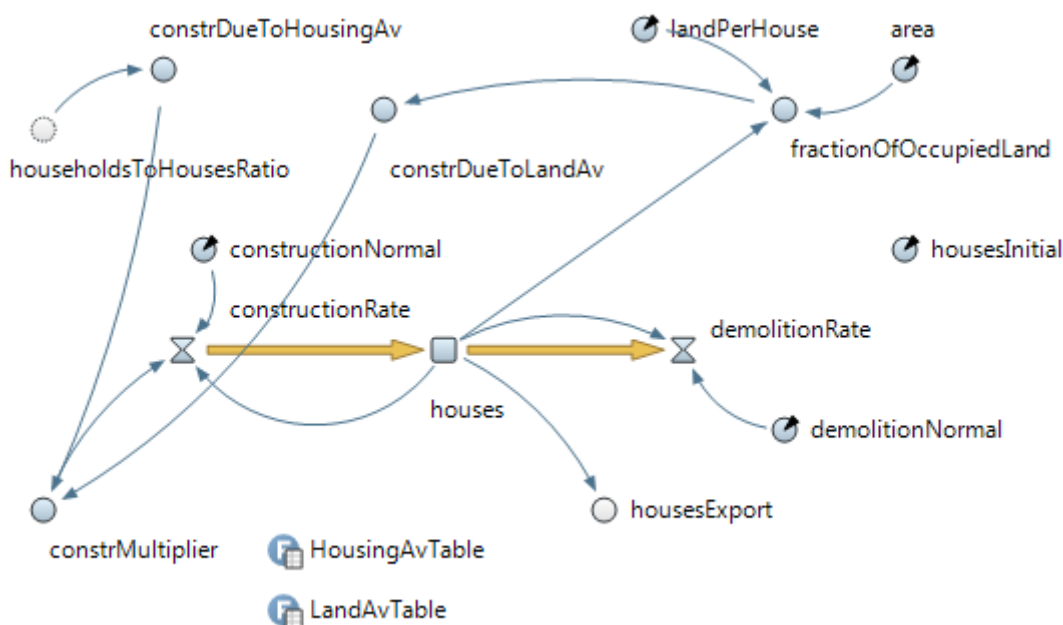 constrDueToHousingAv
landPerHouse
area
householdsToHousesRatio
constrDueToLandAv
fractionOfOccupiedLand
constructionNormal
housesInitial
constructionRate
demolitionRate
houses
demolitionNormal
housesExport
constrMultiplier
F HousingAvTable
F LandAvTable